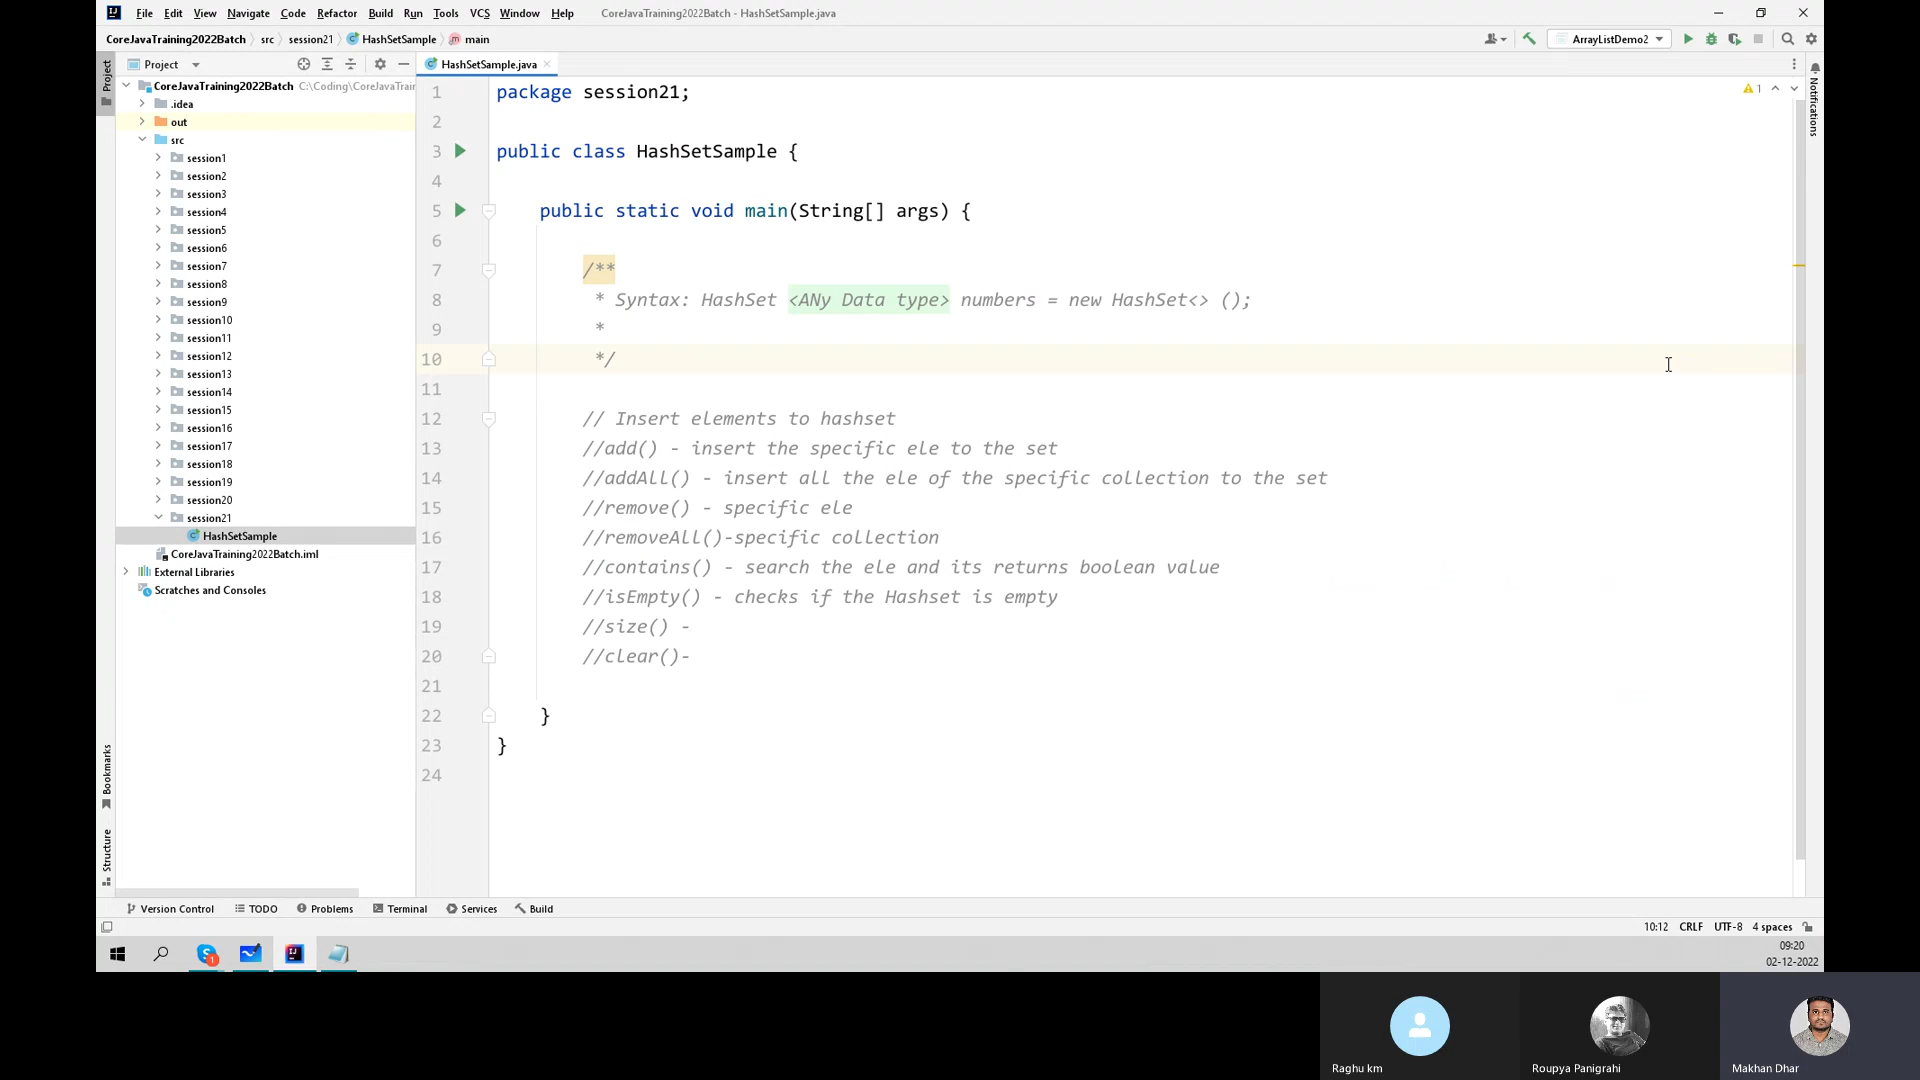 File Edit View Navigate Code Refactor Build Run Tools VCS Window Help CoreJavaTraining2022Batch - HashSetSample.java
CoreJavaTraining2022Batch src session21 HashSetSample main ArrayListDemo2
Project
HashSetSample.java
CoreJavaTraining2022Batch C:\Coding\CoreJavaTrair
.idea
out
src
session1
session2
session3
session4
session5
session6
session7
session8
session9
session10
session11
session12
session13
session14
session15
session16
session17
session18
session19
session20
session21
HashSetSample
CoreJavaTraining2022Batch.iml
External Libraries
Scratches and Consoles
Project
Bookmarks
Structure
1 package session21;
2
3 public class HashSetSample {
4
5 public static void main(String[] args) {
6
7 /**
8 * Syntax: HashSet <ANy Data type> numbers = new HashSet<> ();
9 *
10 */
11
12 // Insert elements to hashset
13 //add() - insert the specific ele to the set
14 //addAll() - insert all the ele of the specific collection to the set
15 //remove() - specific ele
16 //removeAll()-specific collection
17 //contains() - search the ele and its returns boolean value
18 //isEmpty() - checks if the Hashset is empty
19 //size() -
20 //clear()-
21
22 }
23 }
24
1
Notifications
Version Control TODO Problems Terminal Services Build
10:12 CRLF UTF-8 4 spaces
1
09:20
02-12-2022
Raghu km
Roupya Panigrahi
Makhan Dhar